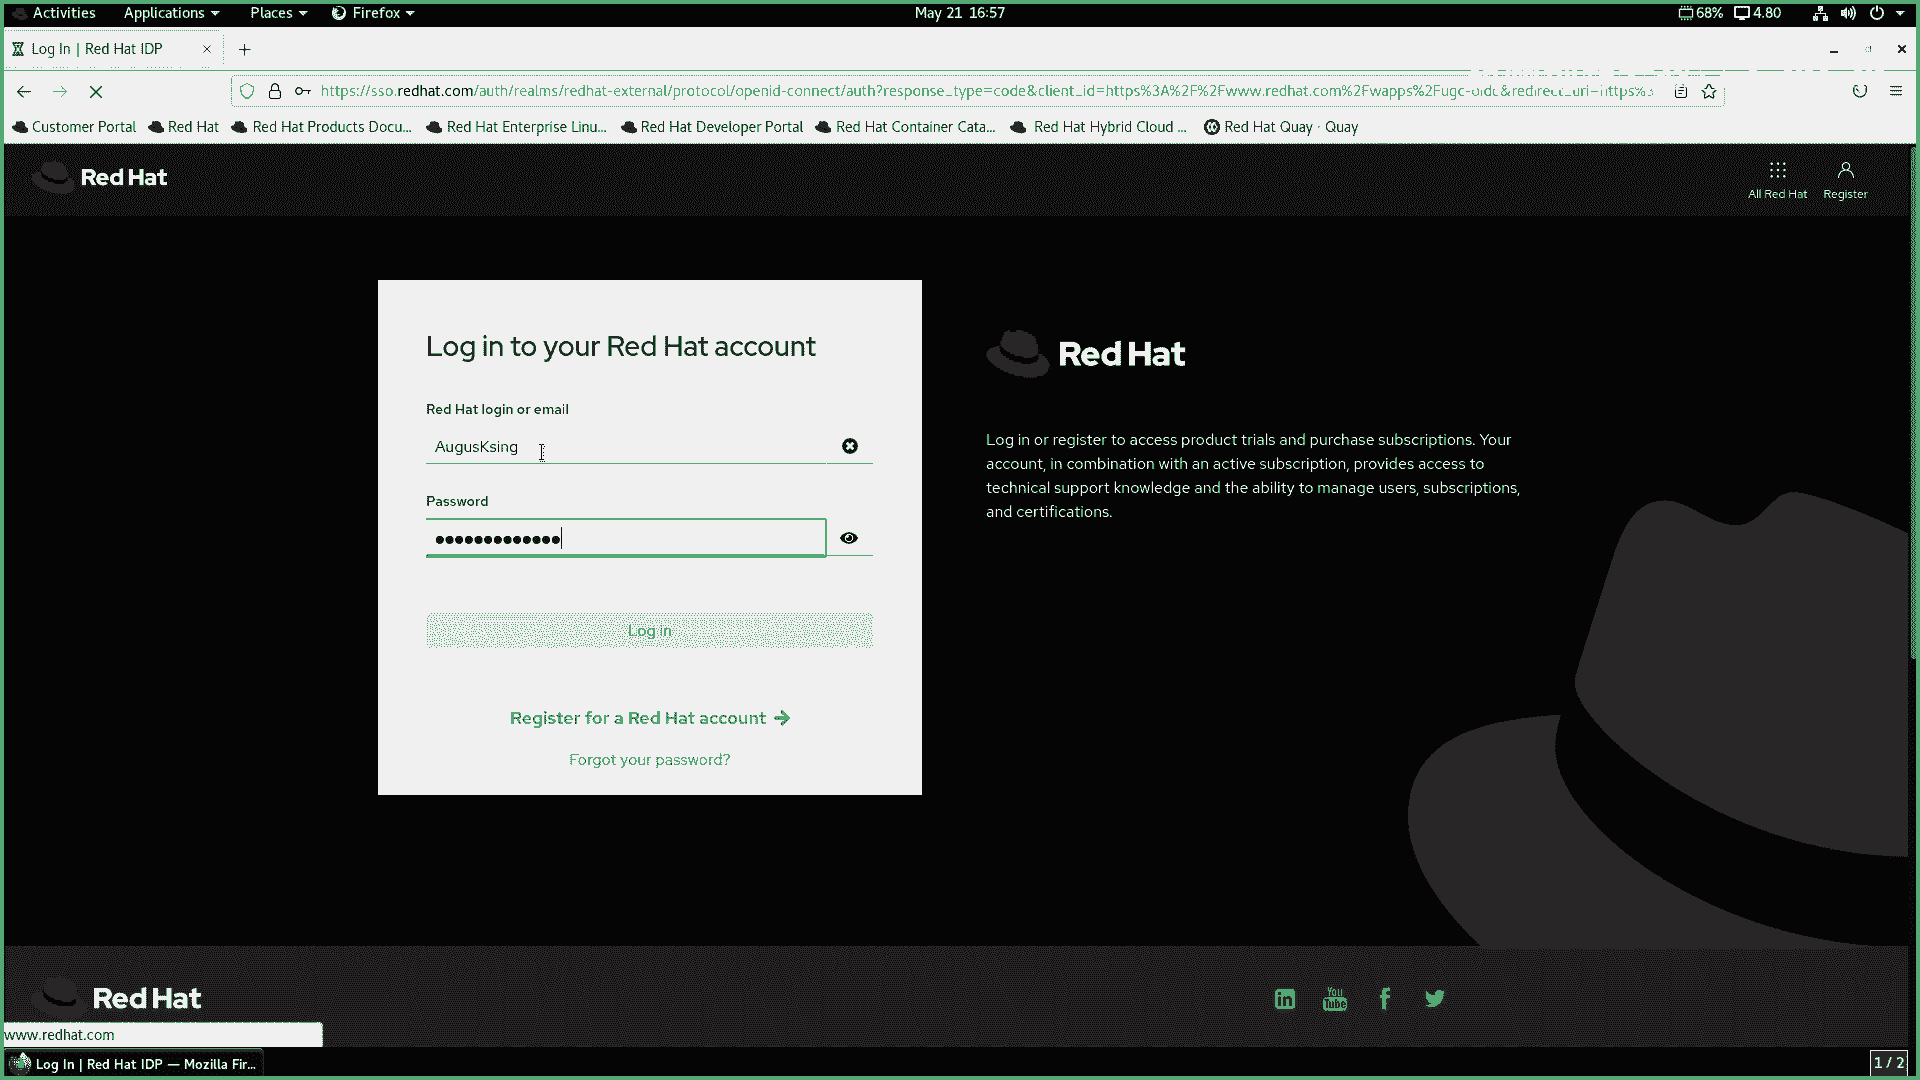 Activities Applications Places Firefox May 21 16:57 68% 4.80
Log In | Red Hat IDP
https://sso.redhat.com/auth/realms/redhat-external/protocol/openid-connect/auth?response_type=code&client_id=https%3A%2F%2Fwww.redhat.com%2Fwapps%2Fugc-oidc&redirect_uri=https%3
Customer Portal Red Hat Red Hat Products Docu... Red Hat Enterprise Linu... Red Hat Developer Portal Red Hat Container Cata... Red Hat Hybrid Cloud ... Red Hat Quay · Quay
Red Hat
All Red Hat Register
Log in to your Red Hat account
Red Hat login or email
AugusKsing
Password
Log in
Register for a Red Hat account
Forgot your password?
Red Hat
Log in or register to access product trials and purchase subscriptions. Your
account, in combination with an active subscription, provides access to
technical support knowledge and the ability to manage users, subscriptions,
and certifications.
Red Hat
in You Tube f
www.redhat.com
Log In | Red Hat IDP — Mozilla Fir...
1 / 2